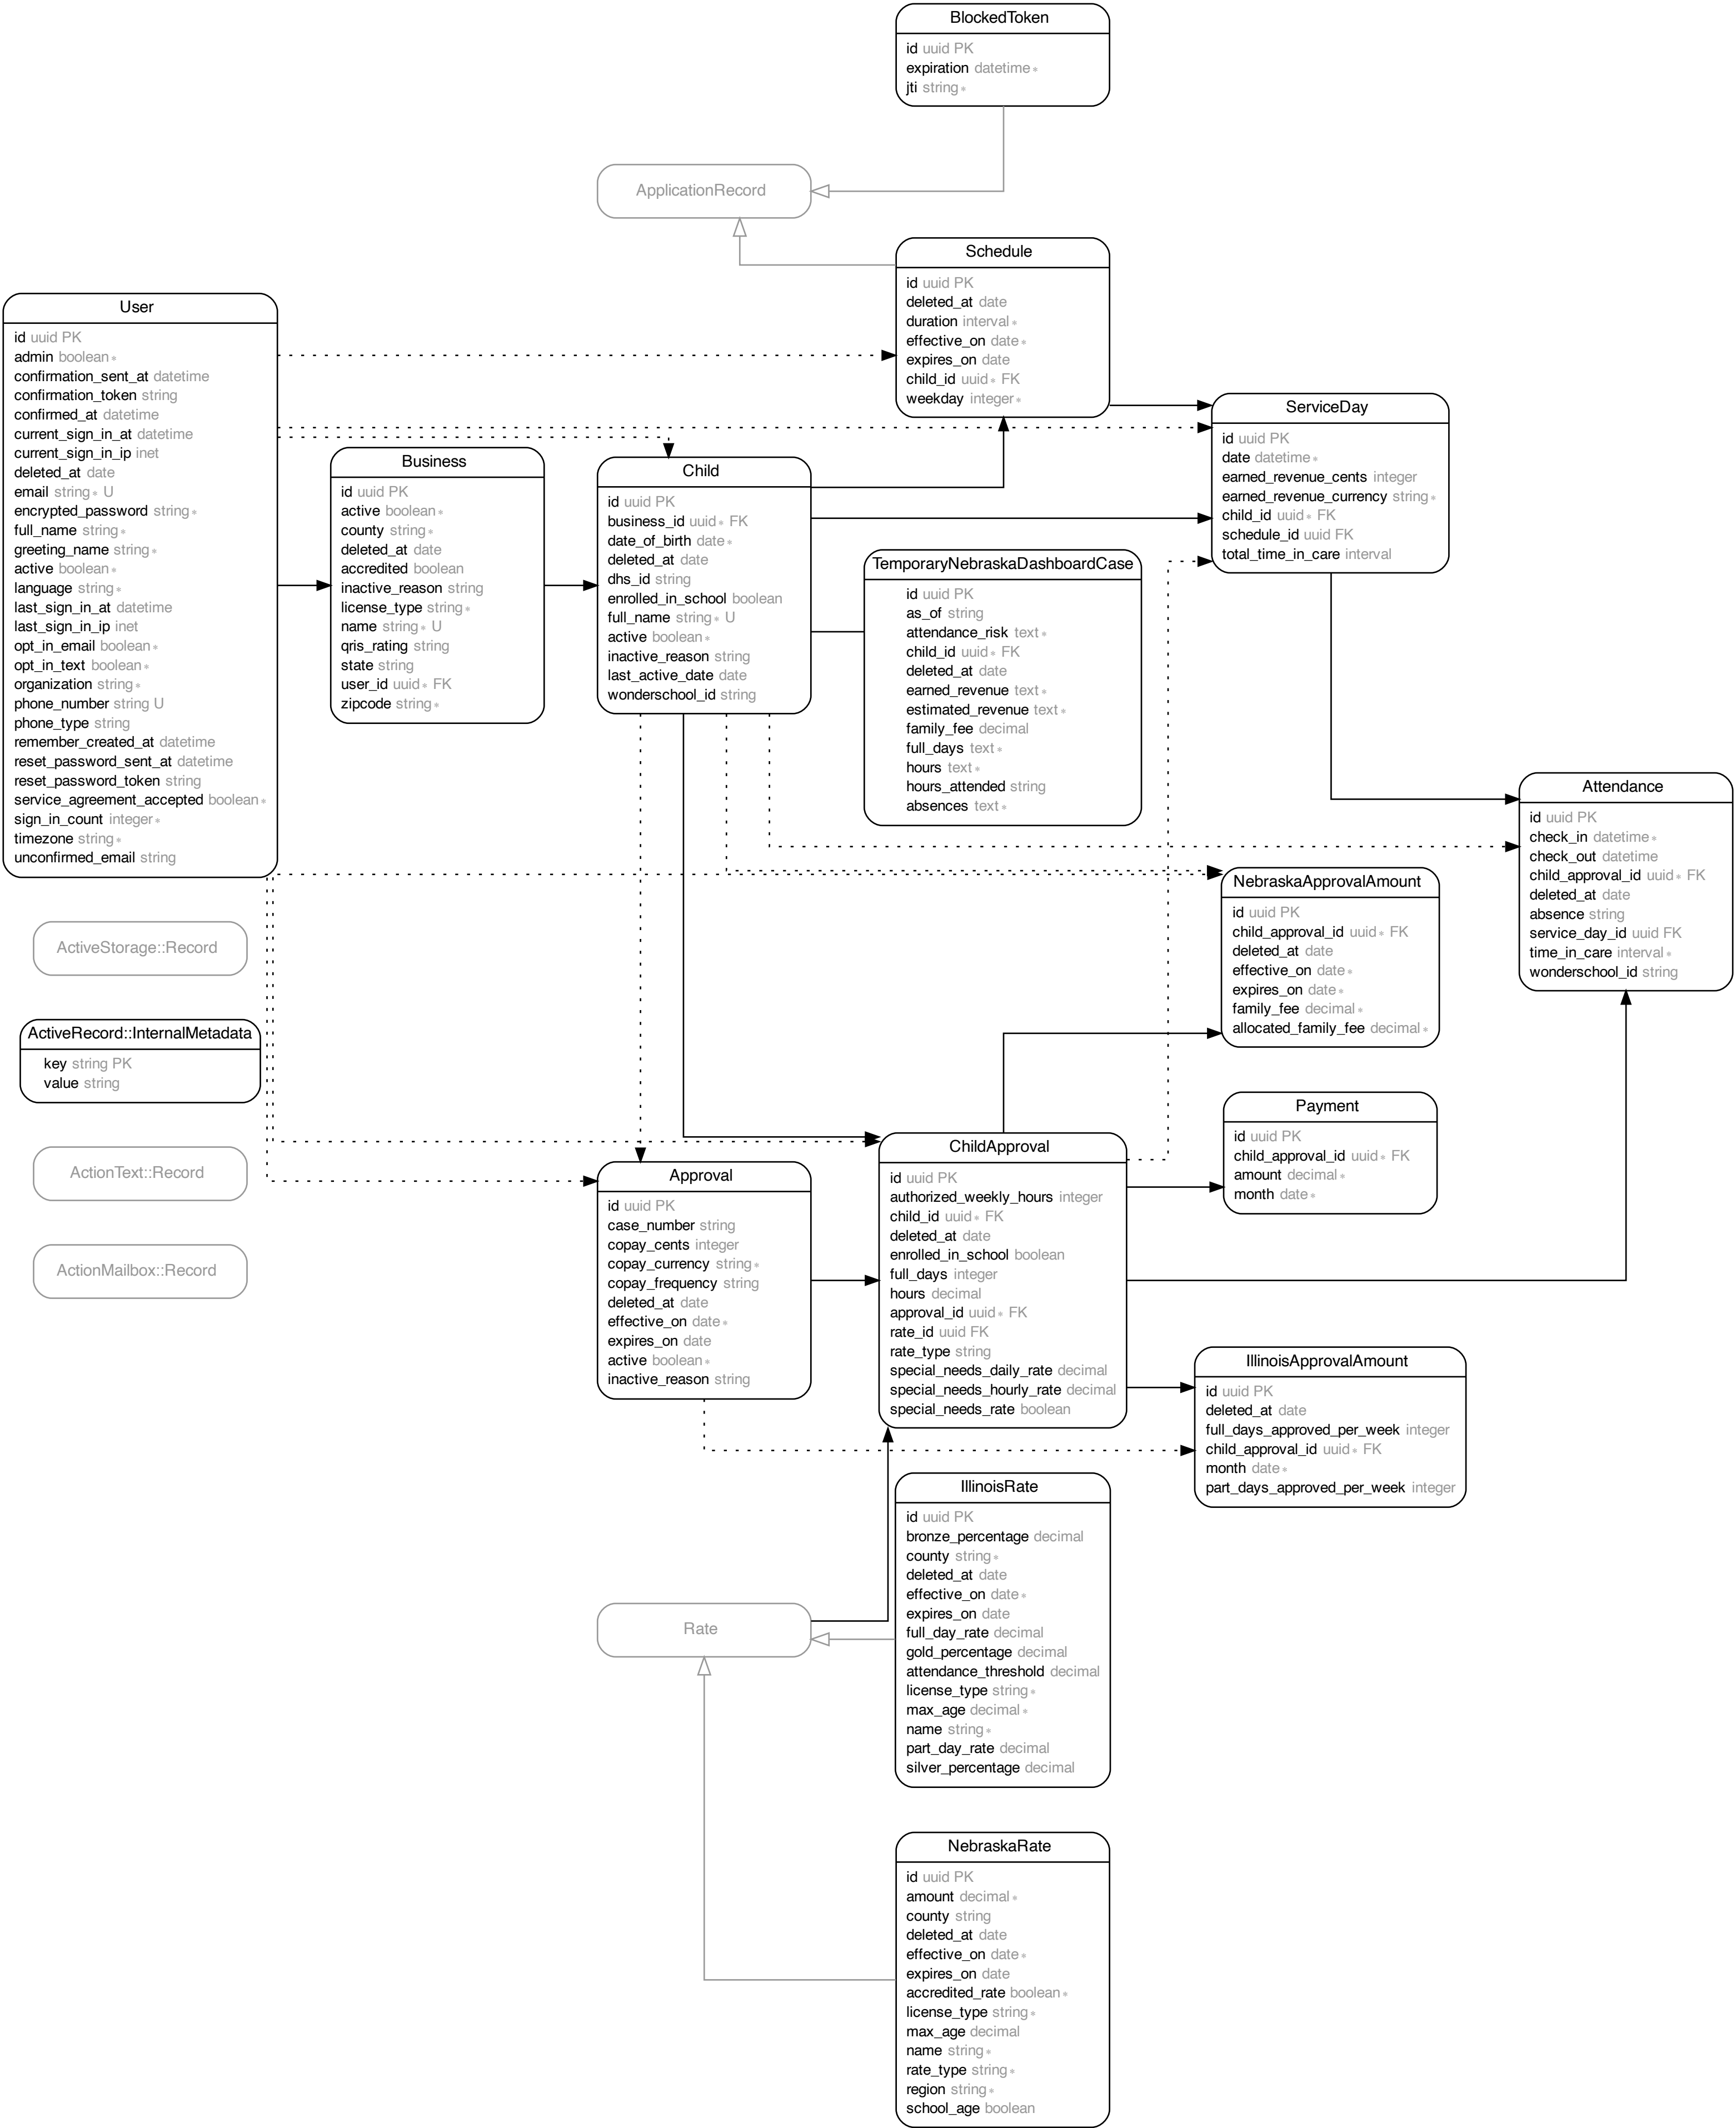 BlockedToken
id uuid PK
expiration datetime *
jti string *
ApplicationRecord
Schedule
id uuid PK
deleted_at date
duration interval *
effective_on date *
expires_on date
child_id uuid * FK
weekday integer *
User
id uuid PK
admin boolean *
confirmation_sent_at datetime
confirmation_token string
confirmed_at datetime
current_sign_in_at datetime
current_sign_in_ip inet
deleted_at date
email string * U
encrypted_password string *
full_name string *
greeting_name string *
active boolean *
language string *
last_sign_in_at datetime
last_sign_in_ip inet
opt_in_email boolean *
opt_in_text boolean *
organization string *
phone_number string U
phone_type string
remember_created_at datetime
reset_password_sent_at datetime
reset_password_token string
service_agreement_accepted boolean *
sign_in_count integer *
timezone string *
unconfirmed_email string
Business
id uuid PK
active boolean *
county string *
deleted_at date
accredited boolean
inactive_reason string
license_type string *
name string * U
qris_rating string
state string
user_id uuid * FK
zipcode string *
Child
id uuid PK
business_id uuid * FK
date_of_birth date *
deleted_at date
dhs_id string
enrolled_in_school boolean
full_name string * U
active boolean *
inactive_reason string
last_active_date date
wonderschool_id string
ServiceDay
id uuid PK
date datetime *
earned_revenue_cents integer
earned_revenue_currency string *
child_id uuid * FK
schedule_id uuid FK
total_time_in_care interval
TemporaryNebraskaDashboardCase
id uuid PK
as_of string
attendance_risk text *
child_id uuid * FK
deleted_at date
earned_revenue text *
estimated_revenue text *
family_fee decimal
full_days text *
hours text *
hours_attended string
absences text *
Attendance
id uuid PK
check_in datetime *
check_out datetime
child_approval_id uuid * FK
deleted_at date
absence string
service_day_id uuid FK
time_in_care interval *
wonderschool_id string
NebraskaApprovalAmount
id uuid PK
child_approval_id uuid * FK
deleted_at date
effective_on date *
expires_on date *
family_fee decimal *
allocated_family_fee decimal *
ActiveStorage::Record
ActiveRecord::InternalMetadata
key string PK
value string
ActionText::Record
ActionMailbox::Record
Payment
id uuid PK
child_approval_id uuid * FK
amount decimal *
month date *
Approval
id uuid PK
case_number string
copay_cents integer
copay_currency string *
copay_frequency string
deleted_at date
effective_on date *
expires_on date
active boolean *
inactive_reason string
ChildApproval
id uuid PK
authorized_weekly_hours integer
child_id uuid * FK
deleted_at date
enrolled_in_school boolean
full_days integer
hours decimal
approval_id uuid * FK
rate_id uuid FK
rate_type string
special_needs_daily_rate decimal
special_needs_hourly_rate decimal
special_needs_rate boolean
IllinoisApprovalAmount
id uuid PK
deleted_at date
full_days_approved_per_week integer
child_approval_id uuid * FK
month date *
part_days_approved_per_week integer
IllinoisRate
id uuid PK
bronze_percentage decimal
county string *
deleted_at date
effective_on date *
expires_on date
full_day_rate decimal
gold_percentage decimal
attendance_threshold decimal
license_type string *
max_age decimal *
name string *
part_day_rate decimal
silver_percentage decimal
Rate
NebraskaRate
id uuid PK
amount decimal *
county string
deleted_at date
effective_on date *
expires_on date
accredited_rate boolean *
license_type string *
max_age decimal
name string *
rate_type string *
region string *
school_age boolean